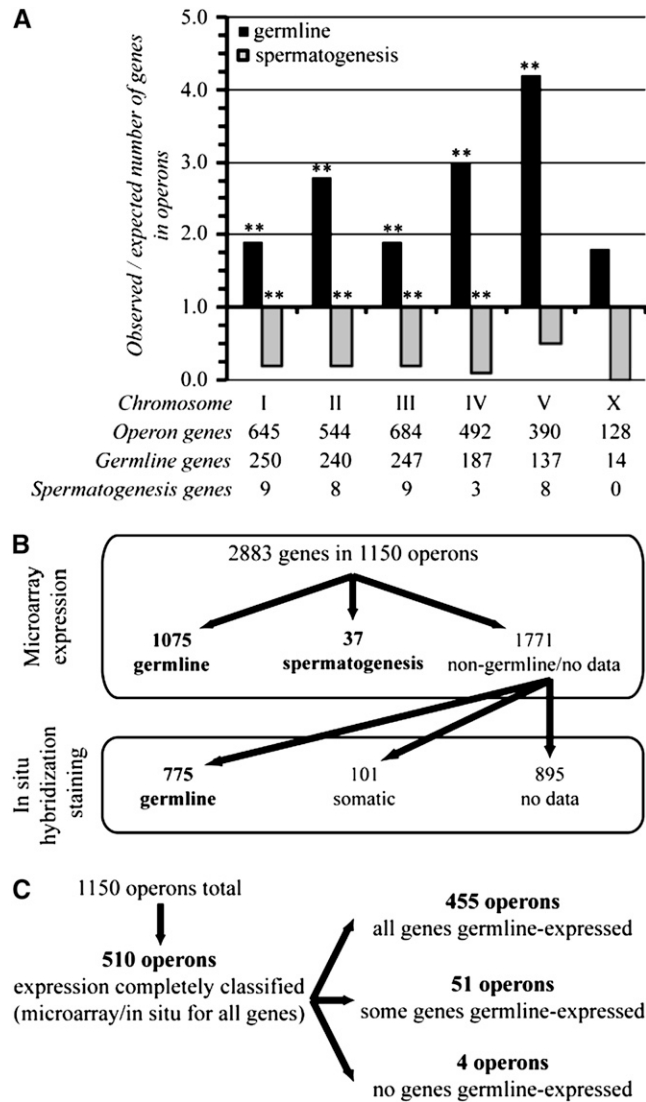 A
Observed / expected number of genes
in operons
5.0
4.0
3.0
2.0
1.0
0.0
germline
spermatogenesis
** ** ** ** **
** ** ** **
Chromosome I II III IV V X
Operon genes 645 544 684 492 390 128
Germline genes 250 240 247 187 137 14
Spermatogenesis genes 9 8 9 3 8 0
B
Microarray
expression
2883 genes in 1150 operons
1075 37 1771
germline spermatogenesis non-germline/no data
In situ
hybridization
staining
775 101 895
germline somatic no data
C
1150 operons total
510 operons
expression completely classified
(microarray/in situ for all genes)
455 operons
all genes germline-expressed
51 operons
some genes germline-expressed
4 operons
no genes germline-expressed